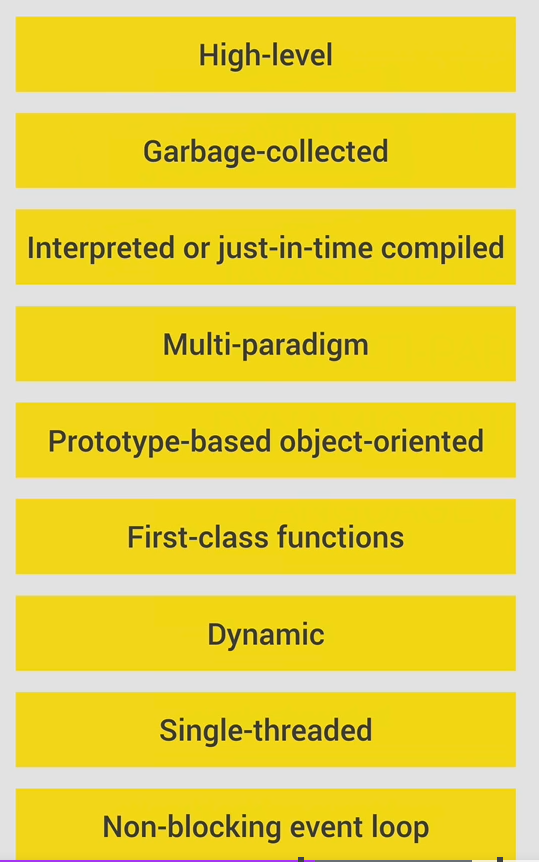 High-level
Garbage-collected
Interpreted or just-in-time compiled
Multi-paradigm
Prototype-based object-oriented
First-class functions
Dynamic
Single-threaded
Non-blocking event loop